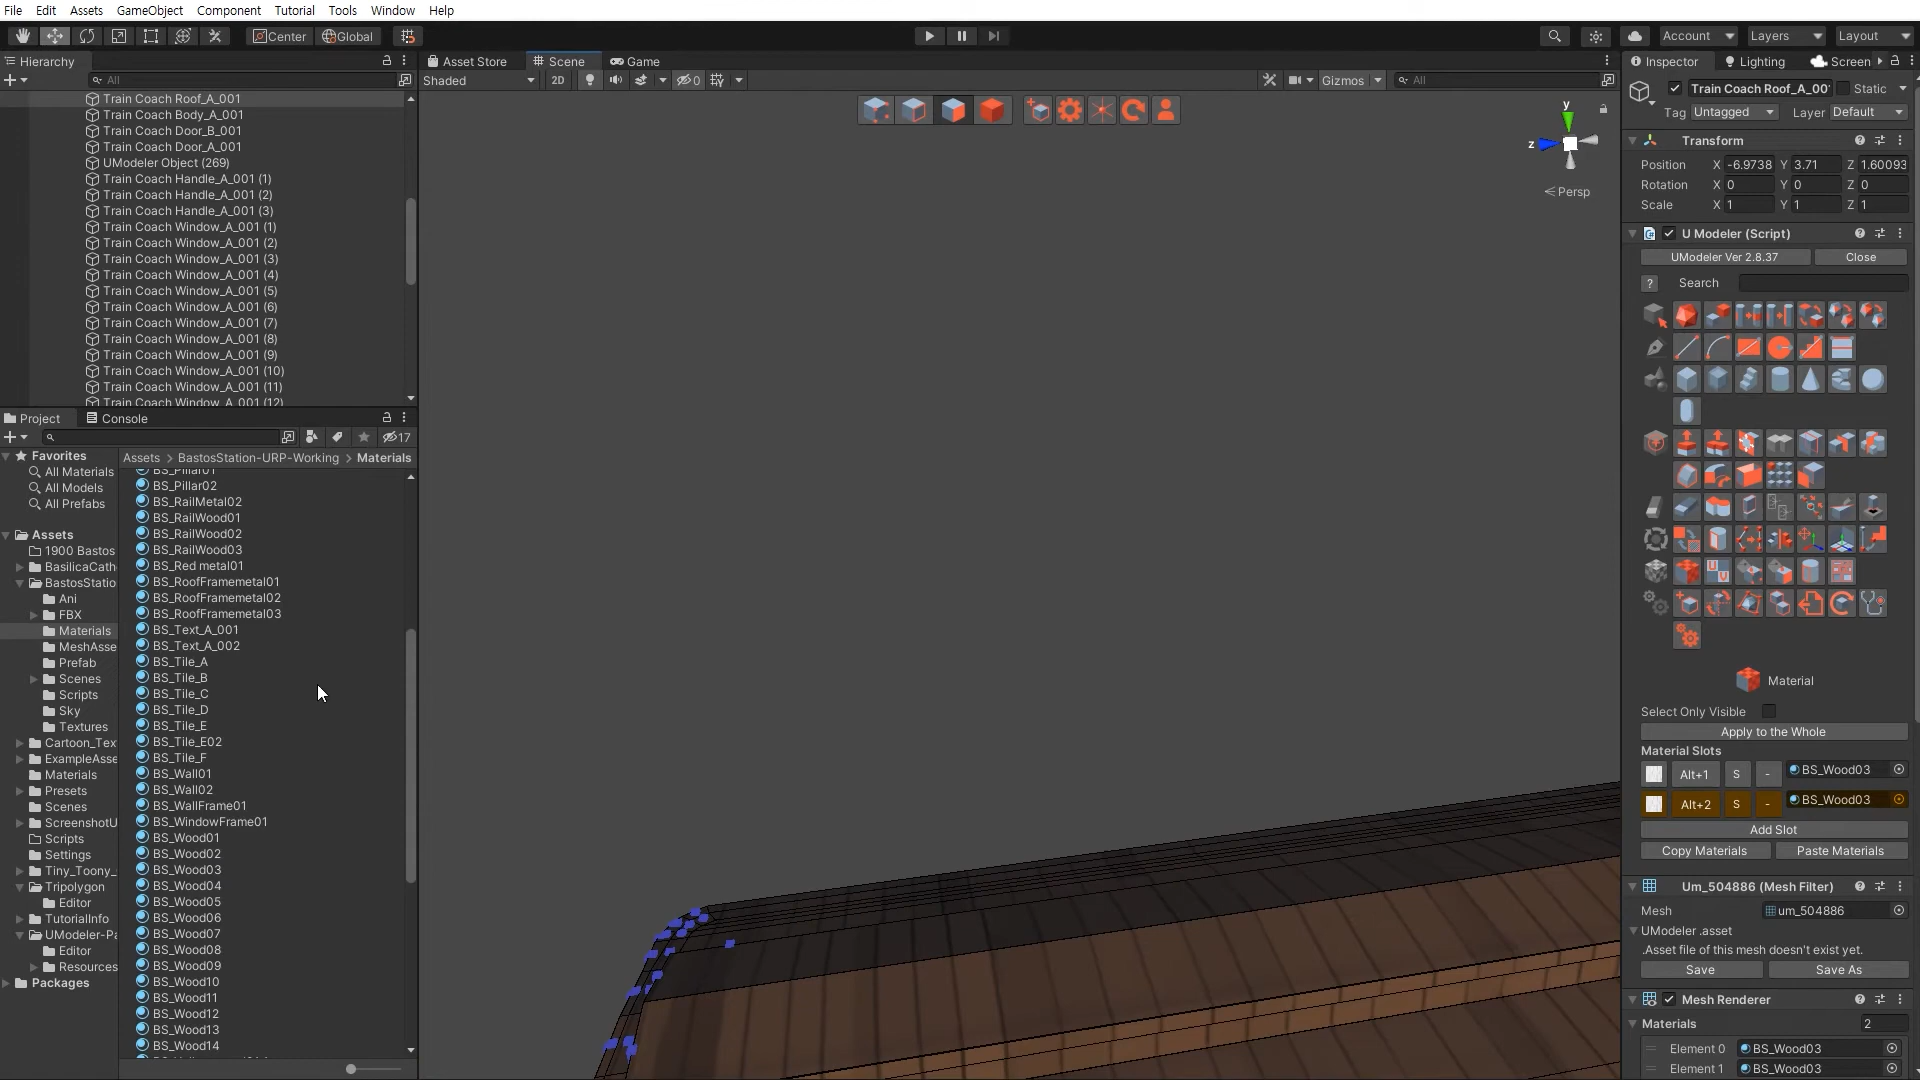 File Edit Assets GameObject Component Tutorial Tools Window Help
Center Global Account Layers Layout
Hierarchy
All
Train Coach Roof_A_001
Train Coach Body_A_001
Train Coach Door_B_001
Train Coach Door_A_001
UModeler Object (269)
Train Coach Handle_A_001 (1)
Train Coach Handle_A_001 (2)
Train Coach Handle_A_001 (3)
Train Coach Window_A_001 (1)
Train Coach Window_A_001 (2)
Train Coach Window_A_001 (3)
Train Coach Window_A_001 (4)
Train Coach Window_A_001 (5)
Train Coach Window_A_001 (6)
Train Coach Window_A_001 (7)
Train Coach Window_A_001 (8)
Train Coach Window_A_001 (9)
Train Coach Window_A_001 (10)
Train Coach Window_A_001 (11)
Train Coach Window_A_001 (12)
Project Console
17
Favorites
All Materials
All Models
All Prefabs
Assets
1900 Bastos
BasilicaCath
BastosStatio
Ani
FBX
Materials
MeshAsse
Prefab
Scenes
Scripts
Sky
Textures
Cartoon_Tex
ExampleAsse
Materials
Presets
Scenes
ScreenshotU
Scripts
Settings
Tiny_Toony_
Tripolygon
Editor
TutorialInfo
UModeler-Pa
Editor
Resources
Packages
Assets > BastosStation-URP-Working > Materials
BS_Pillar01
BS_Pillar02
BS_RailMetal02
BS_RailWood01
BS_RailWood02
BS_RailWood03
BS_Red metal01
BS_RoofFramemetal01
BS_RoofFramemetal02
BS_RoofFramemetal03
BS_Text_A_001
BS_Text_A_002
BS_Tile_A
BS_Tile_B
BS_Tile_C
BS_Tile_D
BS_Tile_E
BS_Tile_E02
BS_Tile_F
BS_Wall01
BS_Wall02
BS_WallFrame01
BS_WindowFrame01
BS_Wood01
BS_Wood02
BS_Wood03
BS_Wood04
BS_Wood05
BS_Wood06
BS_Wood07
BS_Wood08
BS_Wood09
BS_Wood10
BS_Wood11
BS_Wood12
BS_Wood13
BS_Wood14
Asset Store Scene Game
Shaded 2D 0 Gizmos All
y
z
Persp
Inspector Lighting Screen
Train Coach Roof_A_00 Static
Tag Untagged Layer Default
Transform
Position X -6.9738 Y 3.71 Z 1.60093
Rotation X 0 Y 0 Z 0
Scale X 1 Y 1 Z 1
U Modeler (Script)
UModeler Ver 2.8.37 Close
? Search
Material
Select Only Visible
Apply to the Whole
Material Slots
Alt+1 S - BS_Wood03
Alt+2 S - BS_Wood03
Add Slot
Copy Materials Paste Materials
Um_504886 (Mesh Filter)
Mesh um_504886
UModeler .asset
.Asset file of this mesh doesn't exist yet.
Save Save As
Mesh Renderer
Materials 2
Element 0 BS_Wood03
Element 1 BS_Wood03